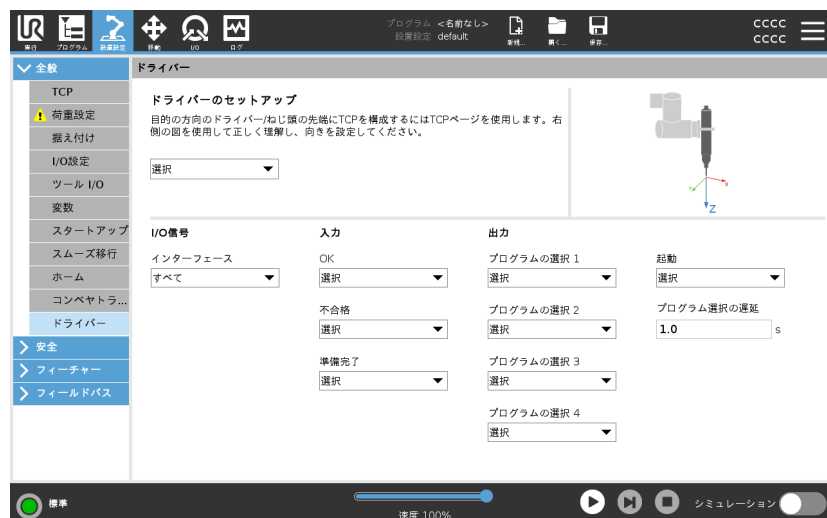 UR
実行
プログラム
設置設定
移動
I/O
ログ
プログラム <名前なし>
設置設定 default
新規...
開く...
保存...
cccc
cccc
全般
TCP
荷重設定
据え付け
I/O設定
ツール I/O
変数
スタートアップ
スムーズ移行
ホーム
コンベヤトラ...
ドライバー
安全
フィーチャー
フィールドバス
ドライバー
ドライバーのセットアップ
目的の方向のドライバー/ねじ頭の先端にTCPを構成するにはTCPページを使用します。右
側の図を使用して正しく理解し、向きを設定してください。
選択
Y
X
Z
I/O信号
入力
出力
インターフェース
OK
プログラムの選択 1
起動
すべて
選択
選択
選択
不合格
プログラムの選択 2
プログラム選択の遅延
選択
選択
1.0
s
準備完了
プログラムの選択 3
選択
選択
プログラムの選択 4
選択
標準
速度 100%
シミュレーション